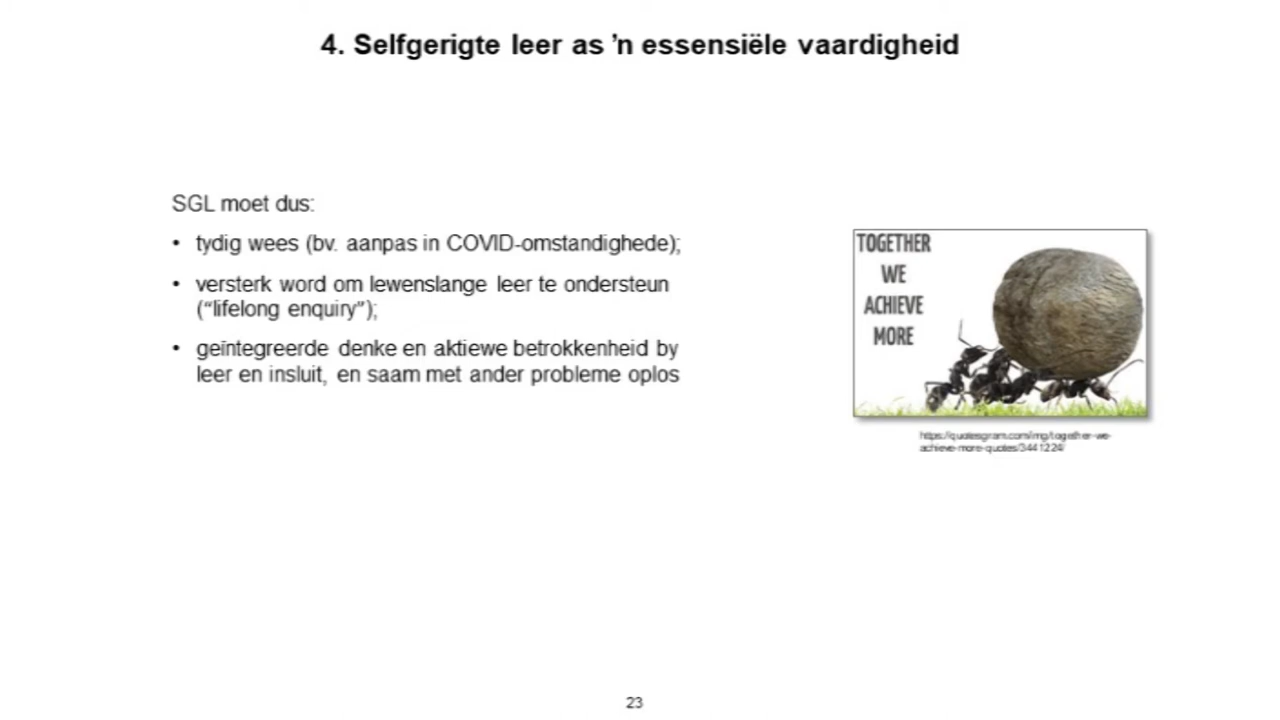 4. Selfgerigte leer as ’n essensiële vaardigheid
SGL moet dus:
• tydig wees (bv. aanpas in COVID-omstandighede);
• versterk word om lewenslange leer te ondersteun
(“lifelong enquiry”);
• geïntegreerde denke en aktiewe betrokkenheid by
leer en insluit, en saam met ander probleme oplos
TOGETHER
WE
ACHIEVE
MORE
https://quotesgram.com/img/together-we-
achieve-more-quotes/3441224/
23